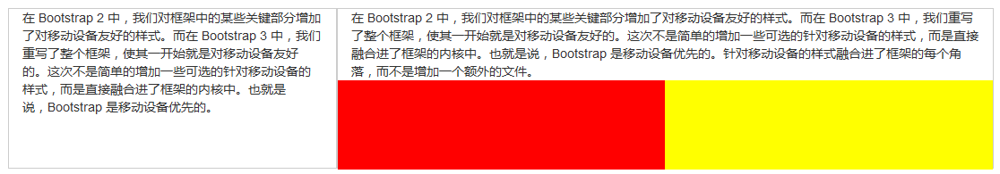 在 Bootstrap 2 中，我们对框架中的某些关键部分增加
了对移动设备友好的样式。而在 Bootstrap 3 中，我们
重写了整个框架，使其一开始就是对移动设备友好
的。这次不是简单的增加一些可选的针对移动设备的
样式，而是直接融合进了框架的内核中。也就是
说，Bootstrap 是移动设备优先的。
在 Bootstrap 2 中，我们对框架中的某些关键部分增加了对移动设备友好的样式。而在 Bootstrap 3 中，我们重写
了整个框架，使其一开始就是对移动设备友好的。这次不是简单的增加一些可选的针对移动设备的样式，而是直接
融合进了框架的内核中。也就是说，Bootstrap 是移动设备优先的。针对移动设备的样式融合进了框架的每个角
落，而不是增加一个额外的文件。